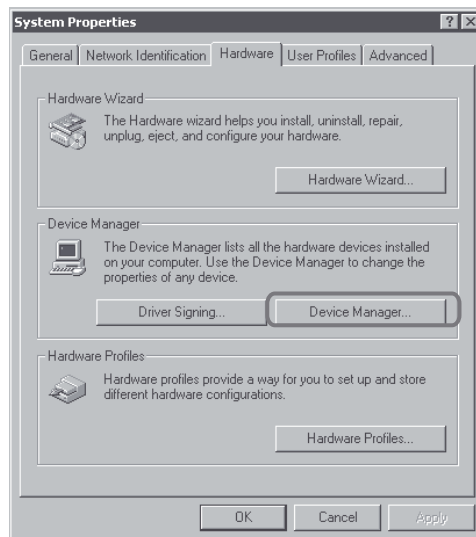 System Properties
? X
General Network Identification Hardware User Profiles Advanced
Hardware Wizard
The Hardware wizard helps you install, uninstall, repair,
unplug, eject, and configure your hardware.
Hardware Wizard...
Device Manager
The Device Manager lists all the hardware devices installed
on your computer. Use the Device Manager to change the
properties of any device.
Driver Signing... Device Manager...
Hardware Profiles
Hardware profiles provide a way for you to set up and store
different hardware configurations.
Hardware Profiles...
OK Cancel Apply